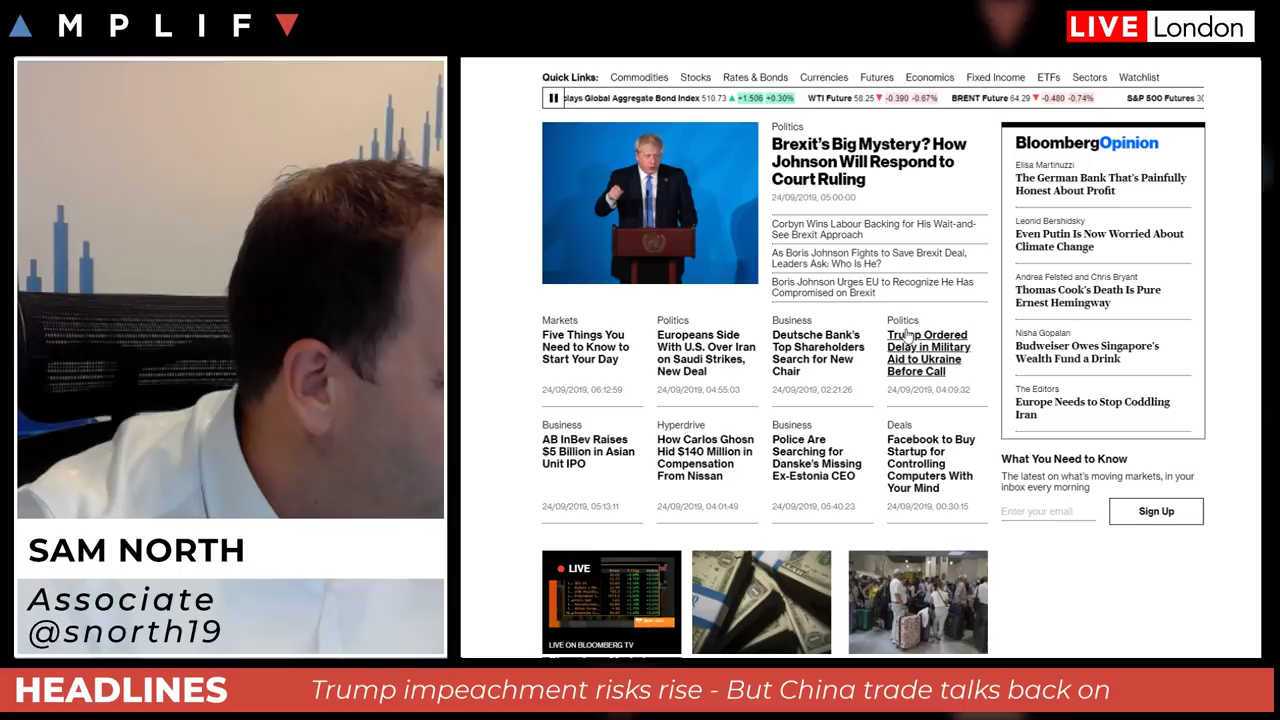 MPLIF
LIVE London
Quick Links: Commodities Stocks Rates & Bonds Currencies Futures Economics Fixed Income ETFs Sectors Watchlist
clays Global Aggregate Bond Index 510.73 ▲ +1.506 +0.30% WTI Future 58.25 ▼ -0.390 -0.67% BRENT Future 64.29 ▼ -0.480 -0.74% S&P 500 Futures 30
Politics
Brexit's Big Mystery? How
Johnson Will Respond to
Court Ruling
24/09/2019, 05:00:00
Corbyn Wins Labour Backing for His Wait-and-
See Brexit Approach
As Boris Johnson Fights to Save Brexit Deal,
Leaders Ask: Who Is He?
Boris Johnson Urges EU to Recognize He Has
Compromised on Brexit
BloombergOpinion
Elisa Martinuzzi
The German Bank That's Painfully
Honest About Profit
Leonid Bershidsky
Even Putin Is Now Worried About
Climate Change
Andrea Felsted and Chris Bryant
Thomas Cook's Death Is Pure
Ernest Hemingway
Nisha Gopalan
Budweiser Owes Singapore's
Wealth Fund a Drink
The Editors
Europe Needs to Stop Coddling
Iran
Markets
Five Things You
Need to Know to
Start Your Day
24/09/2019, 06:12:59
Politics
Europeans Side
With U.S. Over Iran
on Saudi Strikes,
New Deal
24/09/2019, 04:55:03
Business
Deutsche Bank's
Top Shareholders
Search for New
Chair
24/09/2019, 02:21:26
Politics
Trump Ordered
Delay in Military
Aid to Ukraine
Before Call
24/09/2019, 04:09:32
Business
AB InBev Raises
$5 Billion in Asian
Unit IPO
24/09/2019, 05:13:11
Hyperdrive
How Carlos Ghosn
Hid $140 Million in
Compensation
From Nissan
24/09/2019, 04:01:49
Business
Police Are
Searching for
Danske's Missing
Ex-Estonia CEO
24/09/2019, 05:40:23
Deals
Facebook to Buy
Startup for
Controlling
Computers With
Your Mind
24/09/2019, 00:30:15
What You Need to Know
The latest on what's moving markets, in your
inbox every morning
Enter your email
Sign Up
LIVE
LIVE ON BLOOMBERG TV
SAM NORTH
Associate
@snorth19
HEADLINES
Trump impeachment risks rise - But China trade talks back on